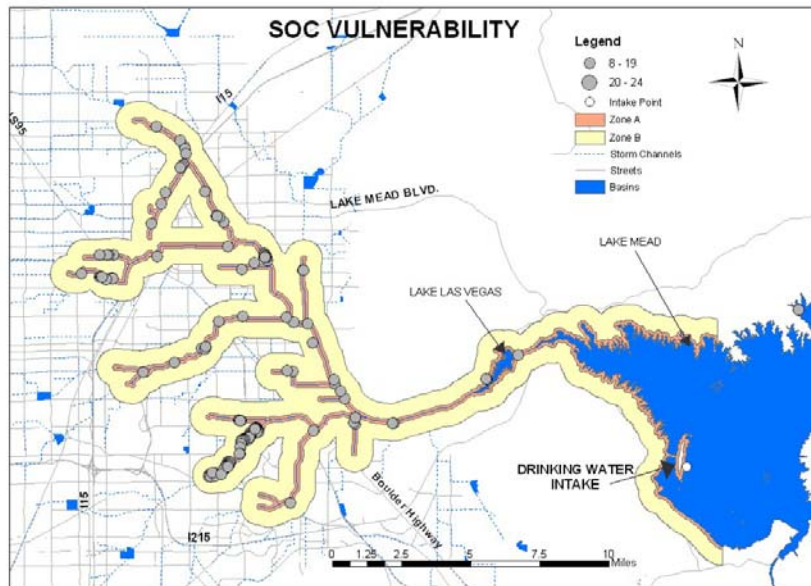 SOC VULNERABILITY
Legend
8 - 19
20 - 24
Intake Point
Zone A
Zone B
Storm Channels
Streets
Basins
N
I15
US95
LAKE MEAD BLVD.
LAKE MEAD
LAKE LAS VEGAS
DRINKING WATER
INTAKE
Boulder Highway
I15
I215
0 1.25 2.5 5 7.5 10
Miles